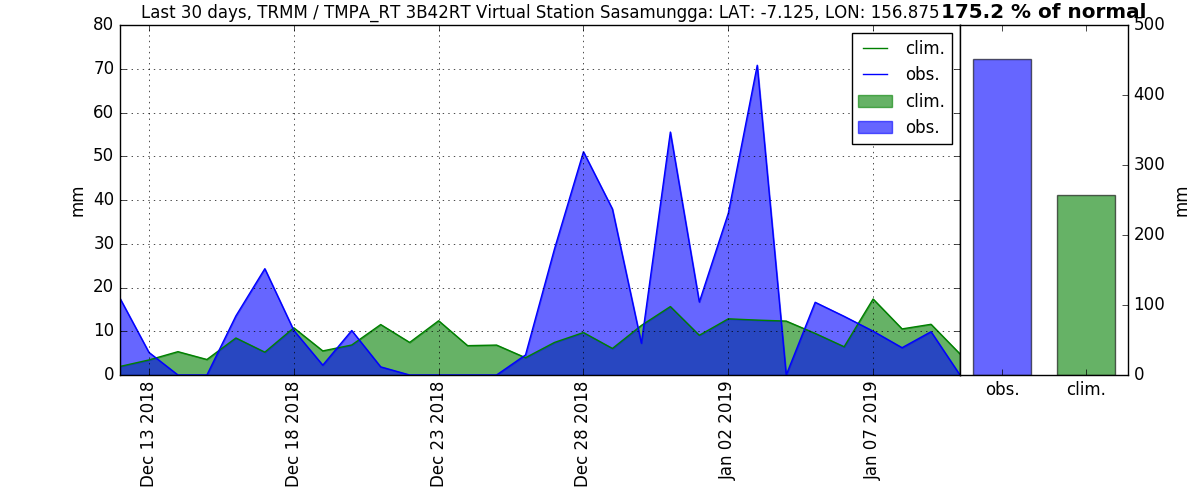 Last 30 days, TRMM / TMPA_RT 3B42RT Virtual Station Sasamungga: LAT: -7.125, LON: 156.875
175.2 % of normal
80
70
60
50
40
30
20
10
0
mm
clim.
obs.
clim.
obs.
Dec 13 2018
Dec 18 2018
Dec 23 2018
Dec 28 2018
Jan 02 2019
Jan 07 2019
500
400
300
200
100
0
mm
obs.
clim.